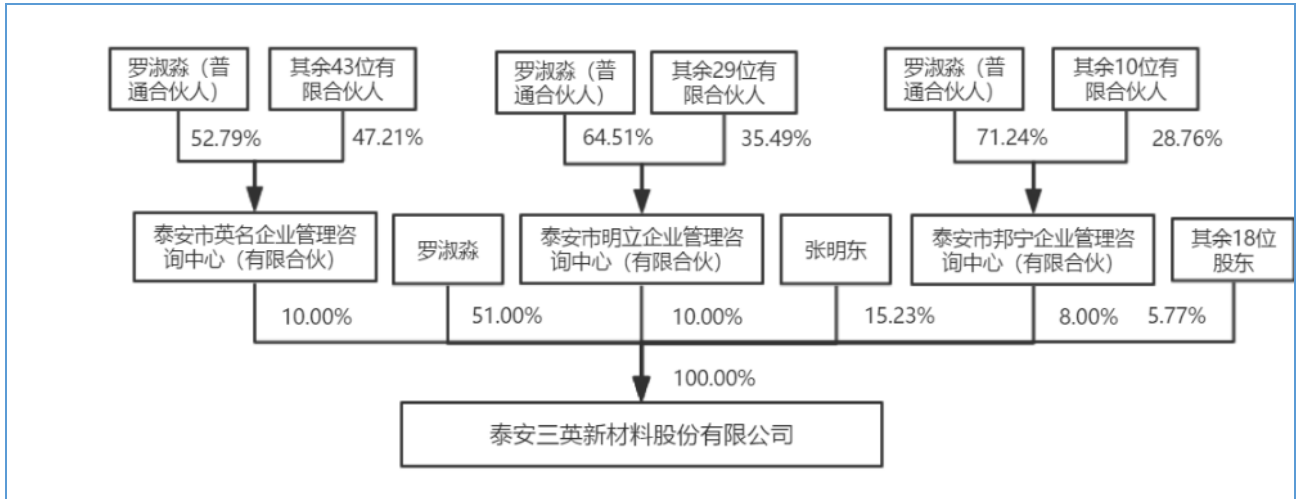 罗淑淼（普
通合伙人）
其余43位有
限合伙人
罗淑淼（普
通合伙人）
其余29位有
限合伙人
罗淑淼（普
通合伙人）
其余10位有
限合伙人
52.79%
47.21%
64.51%
35.49%
71.24%
28.76%
泰安市英名企业管理咨
询中心（有限合伙）
罗淑淼
泰安市明立企业管理咨
询中心（有限合伙）
张明东
泰安市邦宁企业管理咨
询中心（有限合伙）
其余18位
股东
10.00%
51.00%
10.00%
15.23%
8.00%
5.77%
100.00%
泰安三英新材料股份有限公司